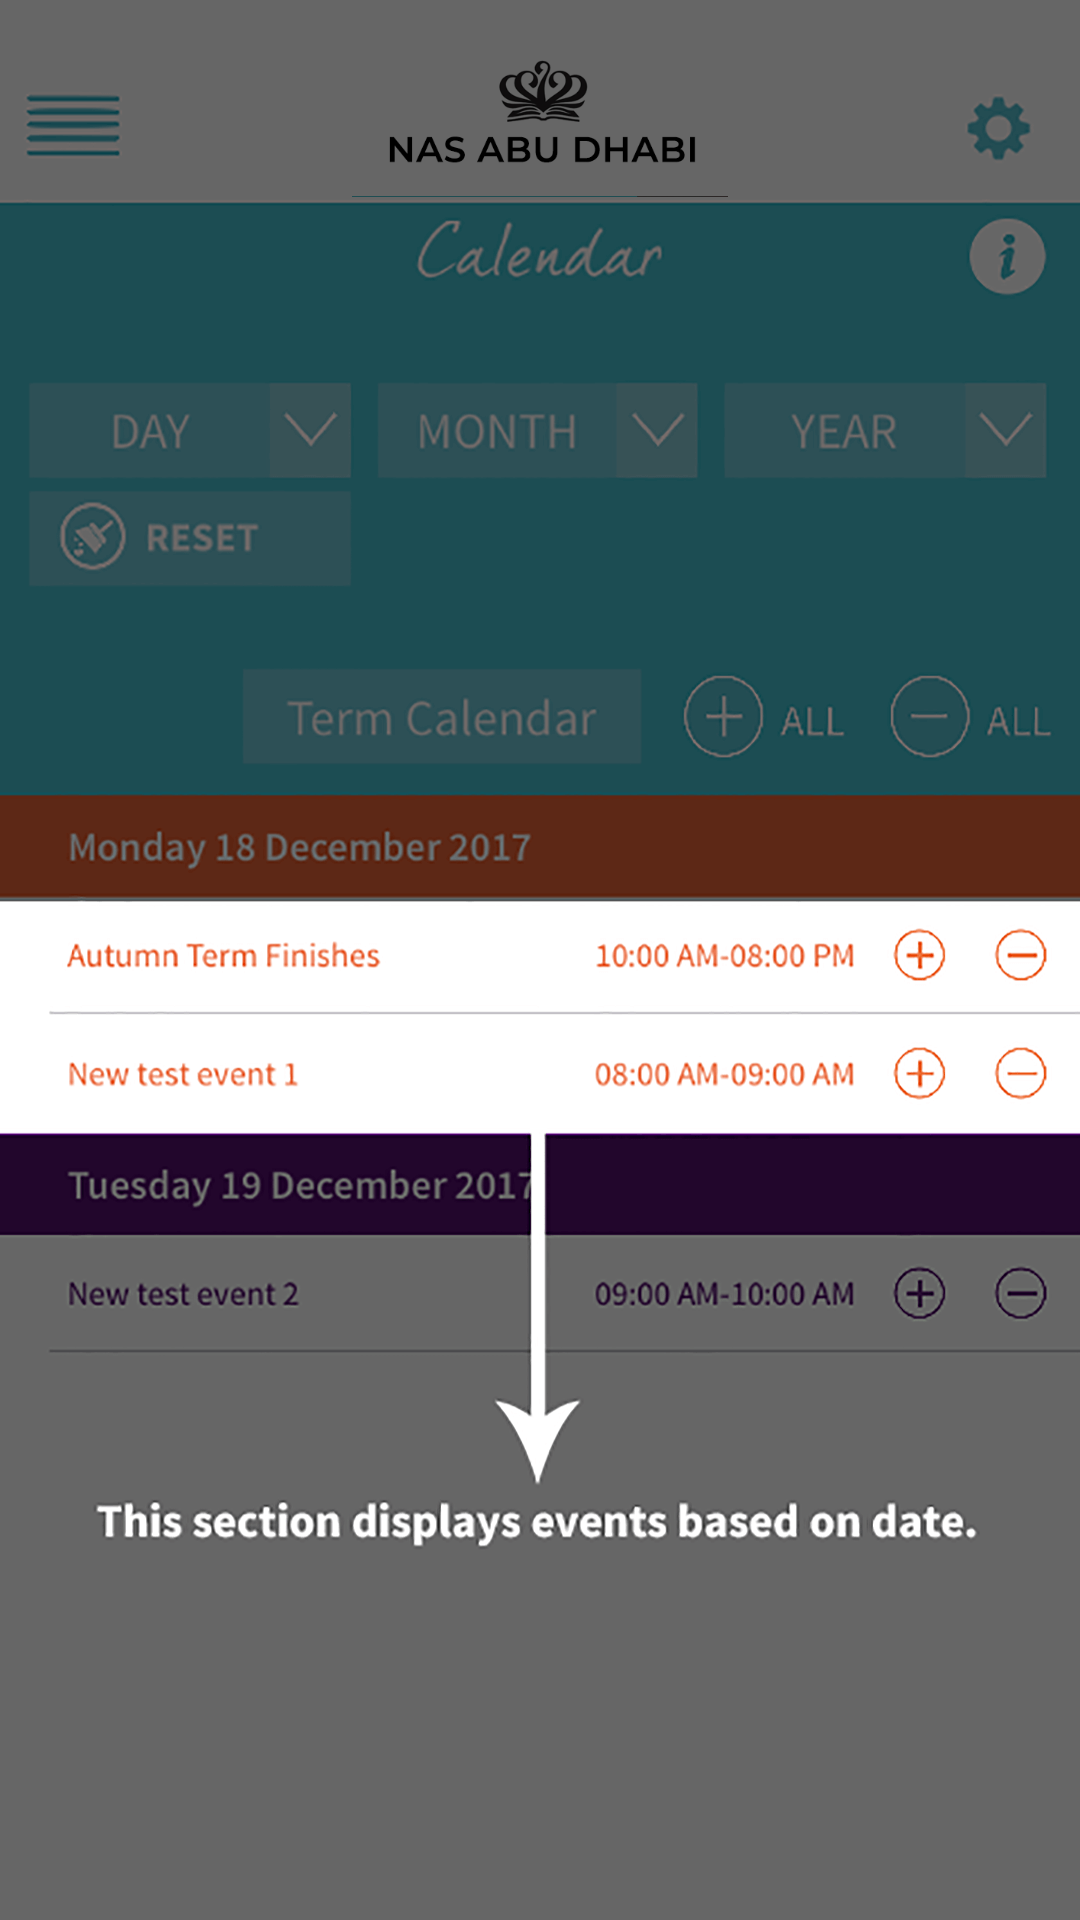 NAS ABU DHABI
Calendar
i
DAY MONTH YEAR
RESET
Term Calendar + ALL − ALL
Monday 18 December 2017
Autumn Term Finishes 10:00 AM-08:00 PM
New test event 1 08:00 AM-09:00 AM
Tuesday 19 December 2017
New test event 2 09:00 AM-10:00 AM
This section displays events based on date.